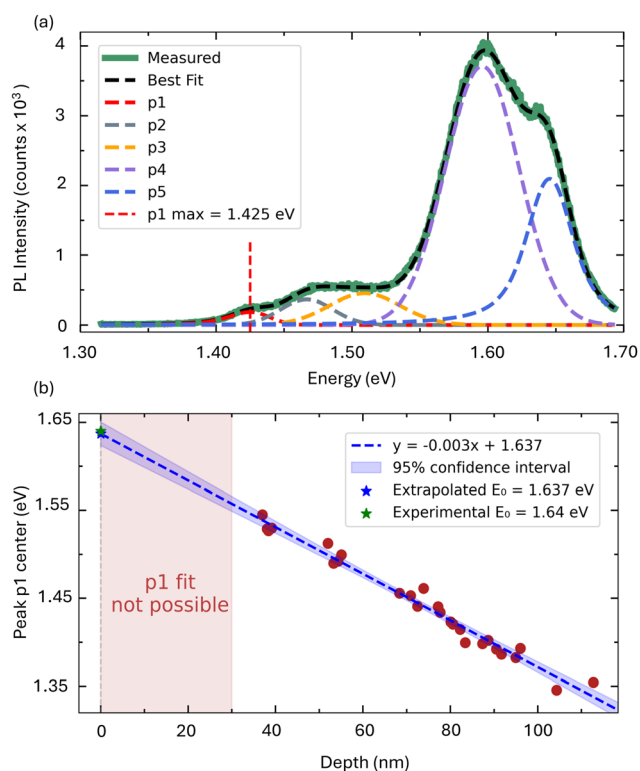 (a)
PL Intensity (counts x 10³)
4
3
2
1
0
Measured
Best Fit
p1
p2
p3
p4
p5
p1 max = 1.425 eV
1.30
1.40
1.50
1.60
1.70
Energy (eV)
(b)
Peak p1 center (eV)
1.65
1.55
1.45
1.35
y = -0.003x + 1.637
95% confidence interval
Extrapolated E₀ = 1.637 eV
Experimental E₀ = 1.64 eV
p1 fit
not possible
0
20
40
60
80
100
Depth (nm)